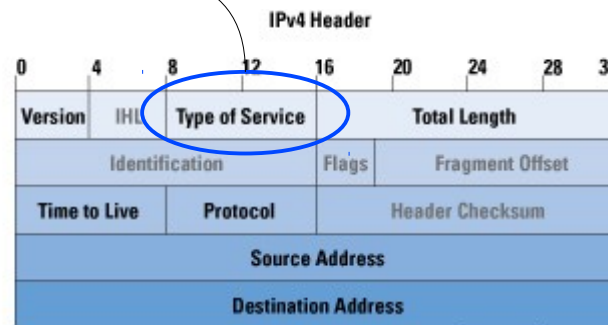 IPv4 Header
0 4 8 12 16 20 24 28 3
Version IHL Type of Service Total Length
Identification Flags Fragment Offset
Time to Live Protocol Header Checksum
Source Address
Destination Address